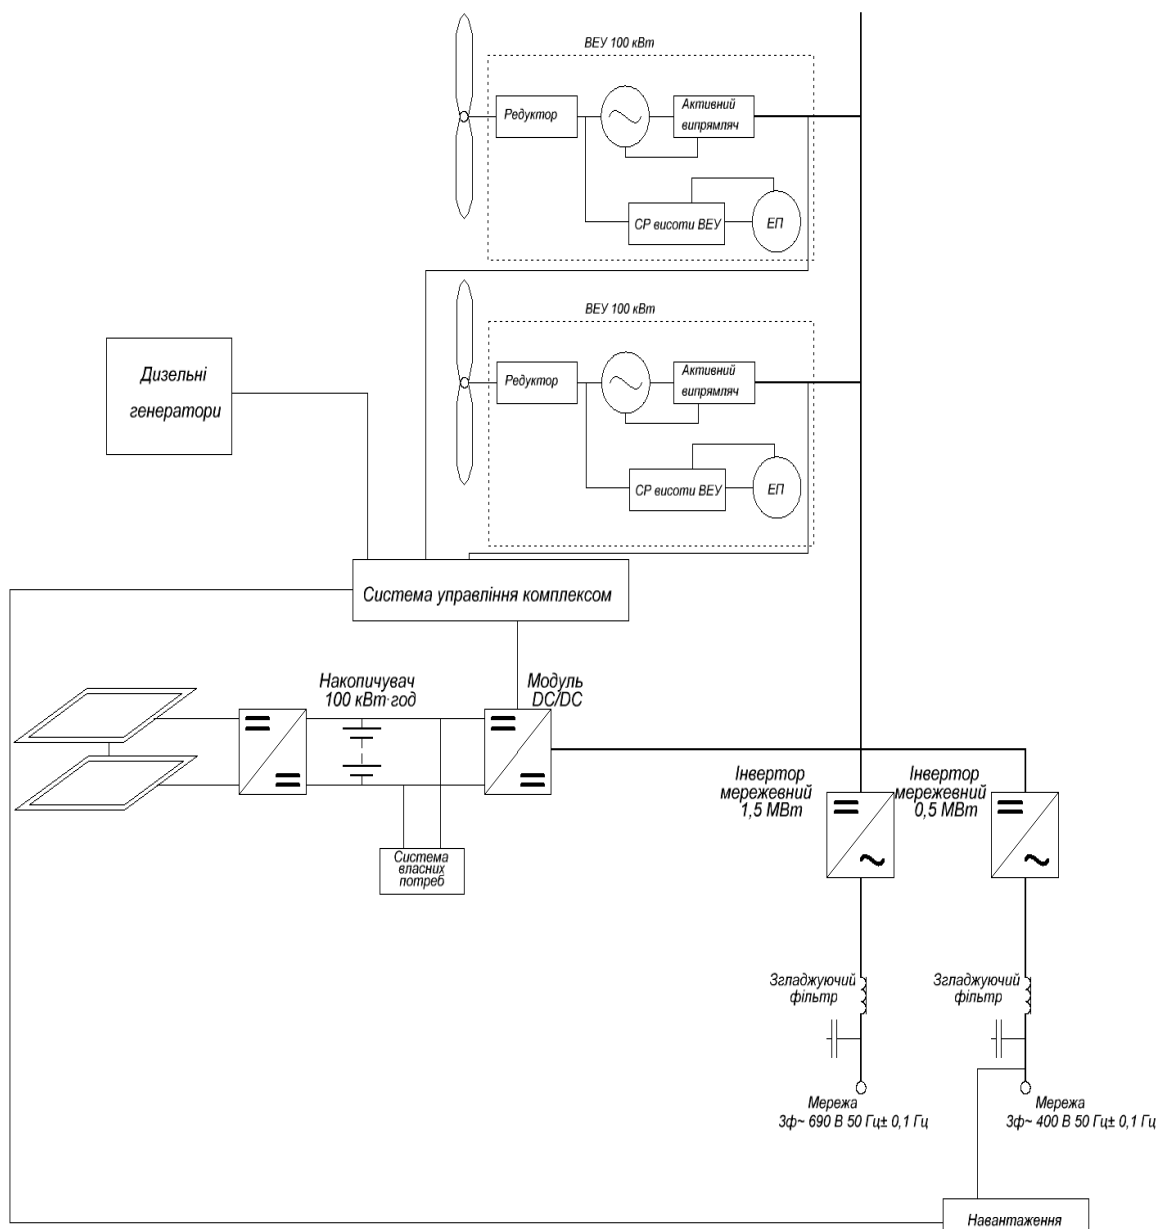 ВЕУ 100 кВт
Редуктор
Активний
випрямляч
СР висоти ВЕУ
ЕП
ВЕУ 100 кВт
Редуктор
Активний
випрямляч
СР висоти ВЕУ
ЕП
Дизельні
генератори
Система управління комплексом
Накопичувач
100 кВт·год
Модуль
DC/DC
Система
власних
потреб
Інвертор
мережевний
1,5 МВт
Інвертор
мережевний
0,5 МВт
Згладжуючий
фільтр
Згладжуючий
фільтр
Мережа
3ф~ 690 В 50 Гц± 0,1 Гц
Мережа
3ф~ 400 В 50 Гц± 0,1 Гц
Навантаження